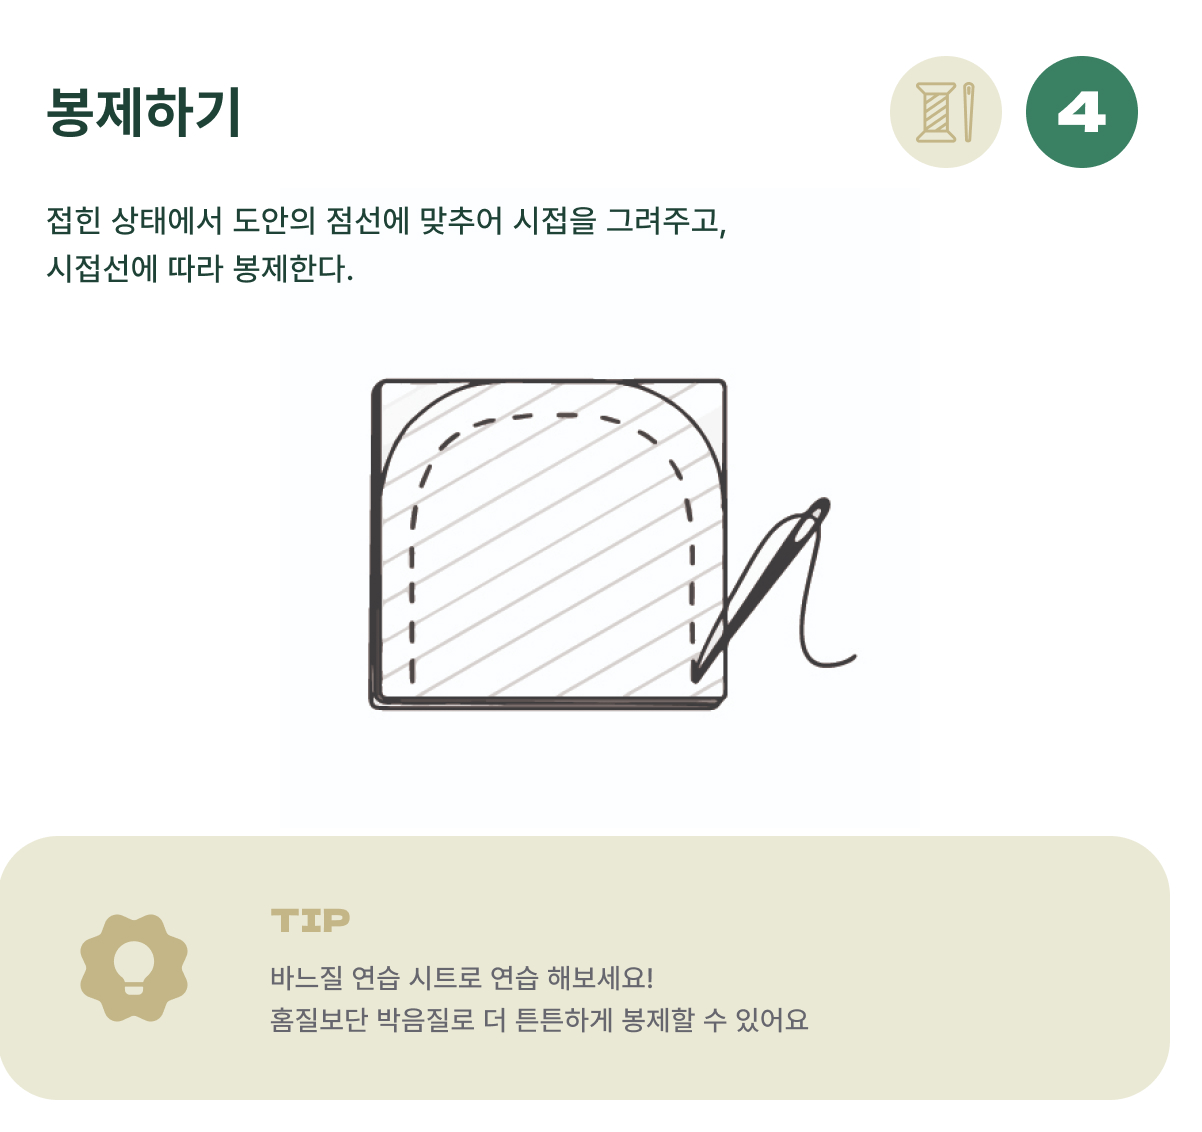 봉제하기
4
접힌 상태에서 도안의 점선에 맞추어 시접을 그려주고,
시접선에 따라 봉제한다.
TIP
바느질 연습 시트로 연습 해보세요!
홈질보단 박음질로 더 튼튼하게 봉제할 수 있어요